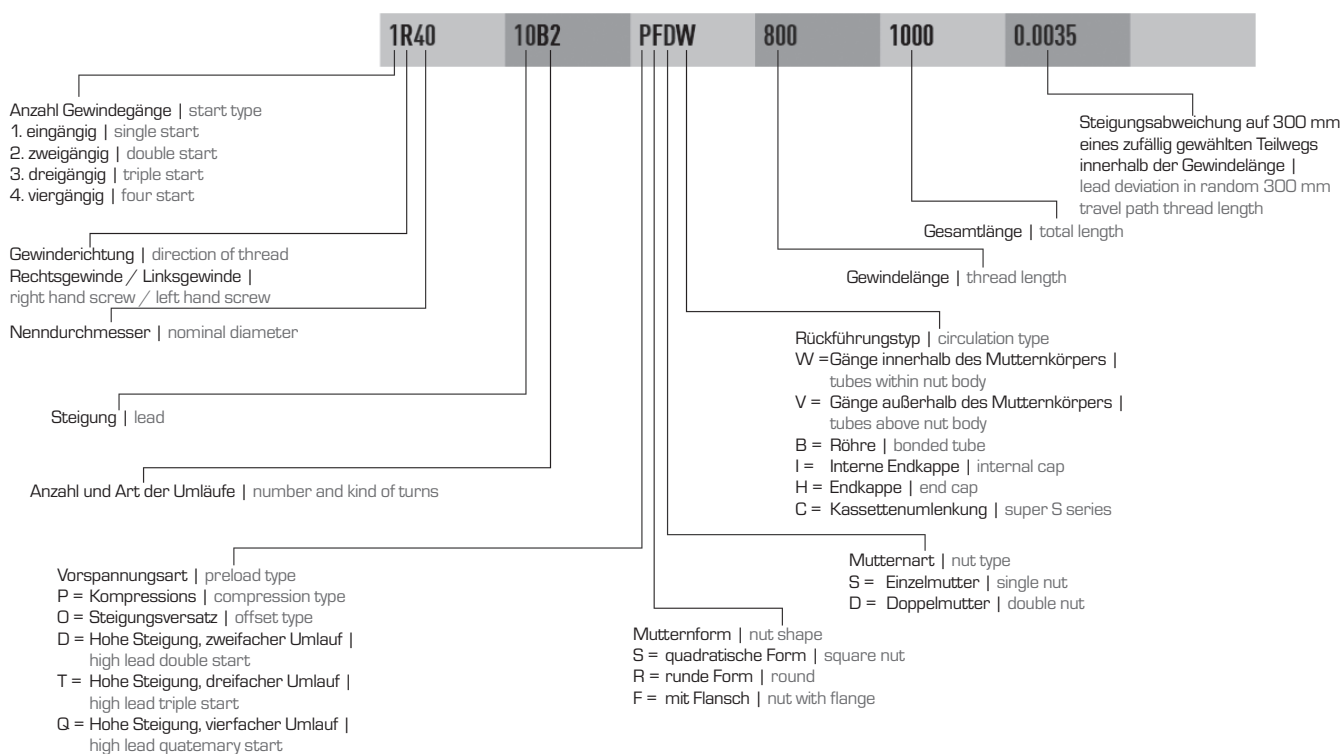 1R40 10B2 PFDW 800 1000 0.0035
Anzahl Gewindegänge | start type
1. eingängig | single start
2. zweigängig | double start
3. dreigängig | triple start
4. viergängig | four start
Gewinderichtung | direction of thread
Rechtsgewinde / Linksgewinde |
right hand screw / left hand screw
Nenndurchmesser | nominal diameter
Steigung | lead
Anzahl und Art der Umläufe | number and kind of turns
Vorspannungsart | preload type
P = Kompressions | compression type
O = Steigungsversatz | offset type
D = Hohe Steigung, zweifacher Umlauf |
high lead double start
T = Hohe Steigung, dreifacher Umlauf |
high lead triple start
Q = Hohe Steigung, vierfacher Umlauf |
high lead quaternary start
Mutternform | nut shape
S = quadratische Form | square nut
R = runde Form | round
F = mit Flansch | nut with flange
Mutternart | nut type
S = Einzelmutter | single nut
D = Doppelmutter | double nut
Rückführungstyp | circulation type
W =Gänge innerhalb des Mutternkörpers |
tubes within nut body
V = Gänge außerhalb des Mutternkörpers |
tubes above nut body
B = Röhre | bonded tube
I = Interne Endkappe | internal cap
H = Endkappe | end cap
C = Kassettenumlenkung | super S series
Gewindelänge | thread length
Gesamtlänge | total length
Steigungsabweichung auf 300 mm
eines zufällig gewählten Teilwegs
innerhalb der Gewindelänge |
lead deviation in random 300 mm
travel path thread length